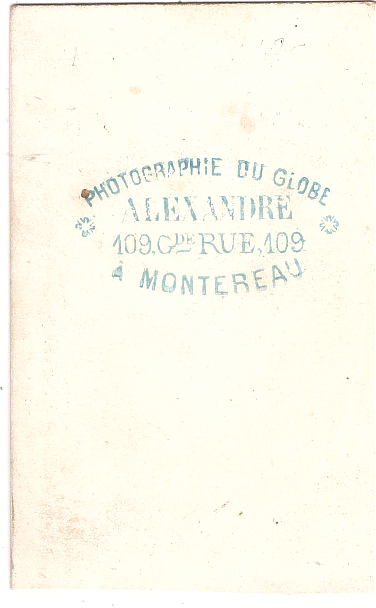 PHOTOGRAPHIE DU GLOBE
ALEXANDRE
109, GDE RUE, 109
À MONTEREAU